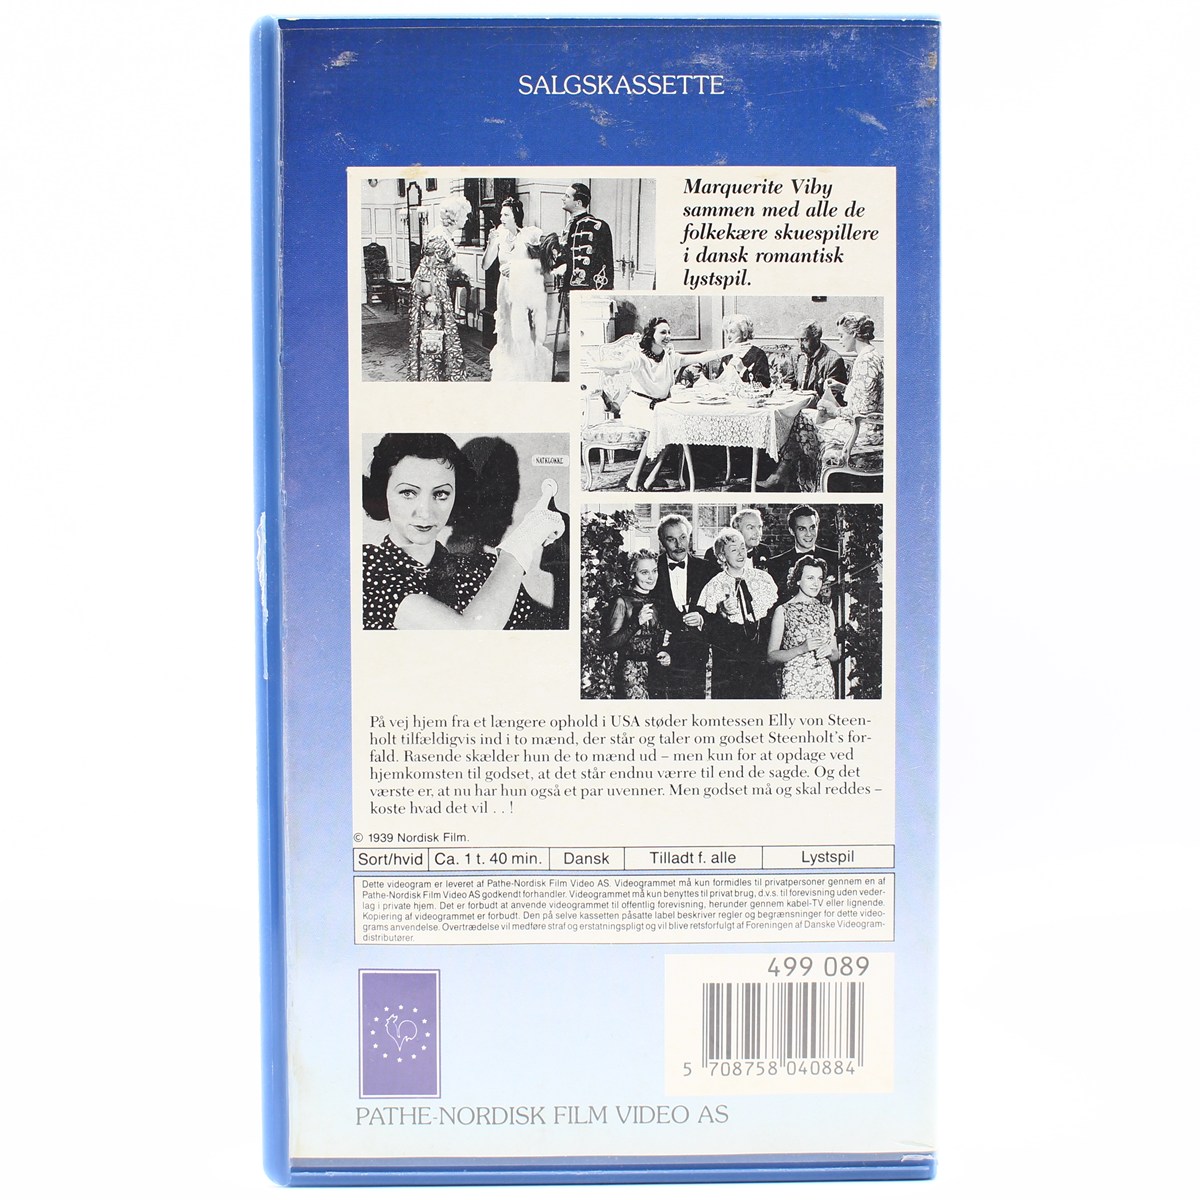 SALGSKASSETTE
Marquerite Viby
sammen med alle de
folkekære skuespillere
i dansk romantisk
lystspil.
NATKLOKKE
På vej hjem fra et længere ophold i USA støder komtessen Elly von Steen-
holt tilfældigvis ind i to mænd, der står og taler om godset Steenholt's for-
fald. Rasende skælder hun de to mænd ud – men kun for at opdage ved
hjemkomsten til godset, at det står endnu værre til end de sagde. Og det
værste er, at nu har hun også et par uvenner. Men godset må og skal reddes –
koste hvad det vil . . !
© 1939 Nordisk Film.
Sort/hvid Ca. 1 t. 40 min. Dansk Tilladt f. alle Lystspil
Dette videogram er leveret af Pathe-Nordisk Film Video AS. Videogrammet må kun formidles til privatpersoner gennem en af
Pathe-Nordisk Film Video AS godkendt forhandler. Videogrammet må kun benyttes til privat brug, d.v.s. til forevisning uden veder-
lag i private hjem. Det er forbudt at anvende videogrammet til offentlig forevisning, herunder gennem kabel-TV eller lignende.
Kopiering af videogrammet er forbudt. Den på selve kassetten påsatte label beskriver regler og begrænsninger for dette video-
grams anvendelse. Overtrædelse vil medføre straf og erstatningspligt og vil blive retsforfulgt af Foreningen af Danske Videogram-
distributører.
499 089
5 708758 040884
PATHE-NORDISK FILM VIDEO AS